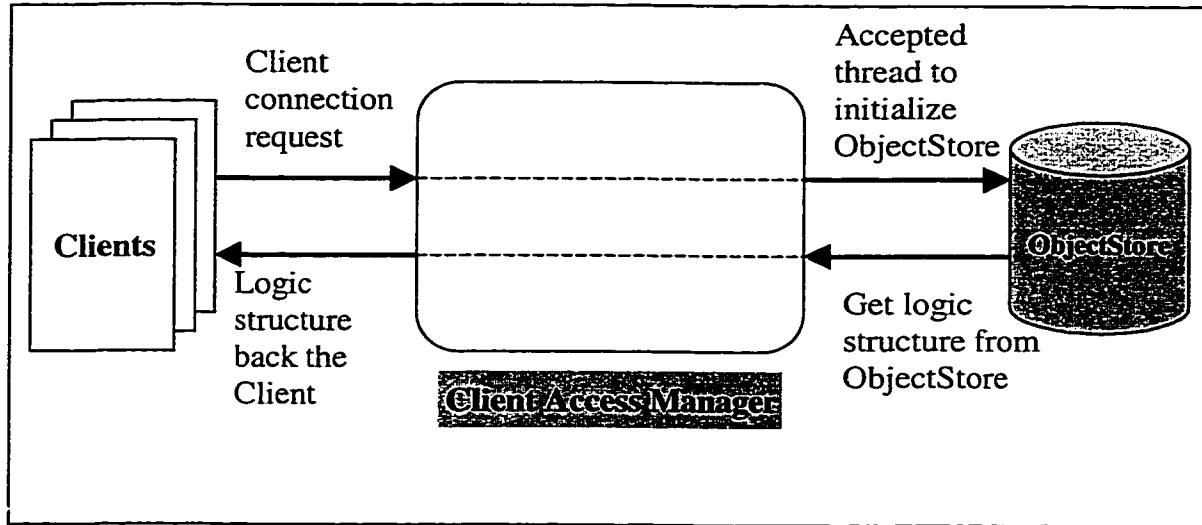 Client
connection
request
Accepted
thread to
initialize
ObjectStore
Clients
ObjectStore
Logic
structure
back the
Client
Get logic
structure from
ObjectStore
Client Access Manager